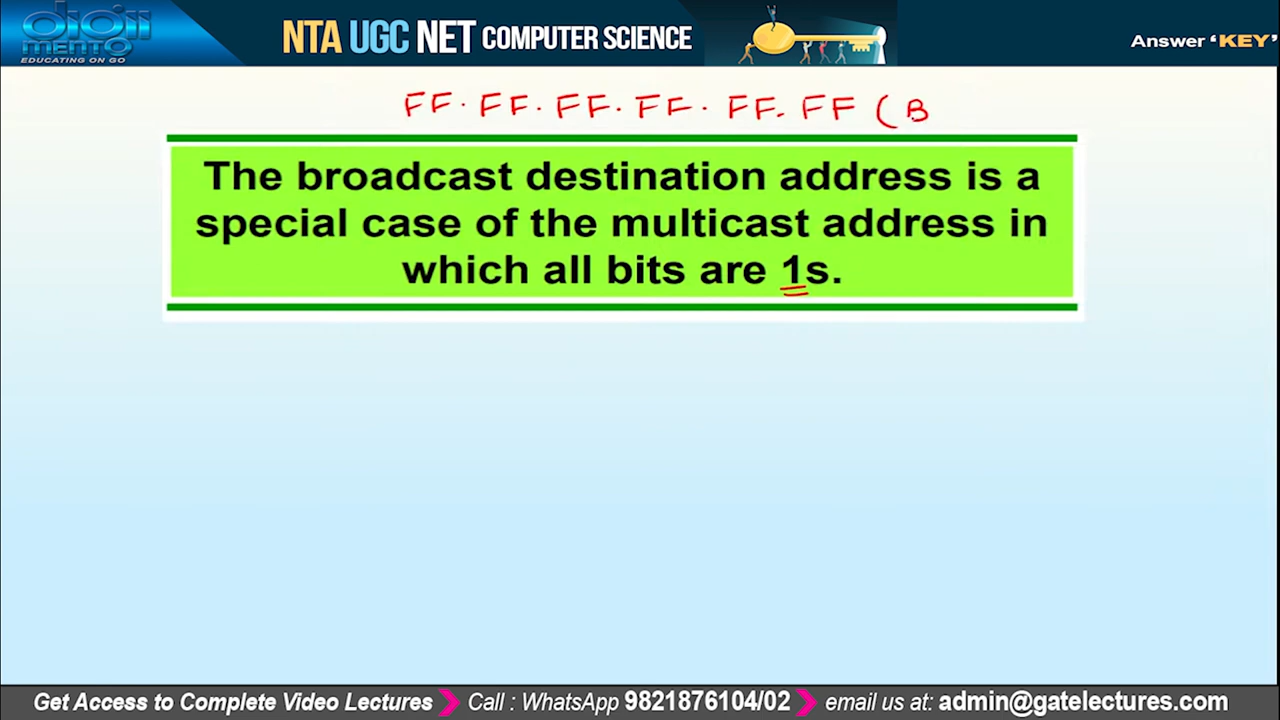 digii
MENTO
EDUCATING ON GO
NTA UGC NET COMPUTER SCIENCE
Answer ‘KEY’
FF. FF. FF. FF. FF. FF (B
The broadcast destination address is a
special case of the multicast address in
which all bits are 1s.
Get Access to Complete Video Lectures Call : WhatsApp 9821876104/02 email us at: admin@gatelectures.com